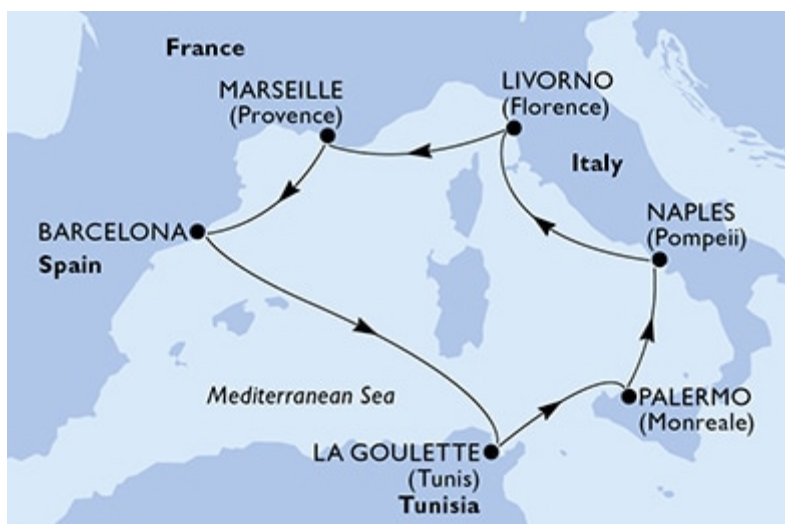 France
MARSEILLE
(Provence)
LIVORNO
(Florence)
Italy
NAPLES
(Pompeii)
BARCELONA
Spain
Mediterranean Sea
PALERMO
(Monreale)
LA GOULETTE
(Tunis)
Tunisia